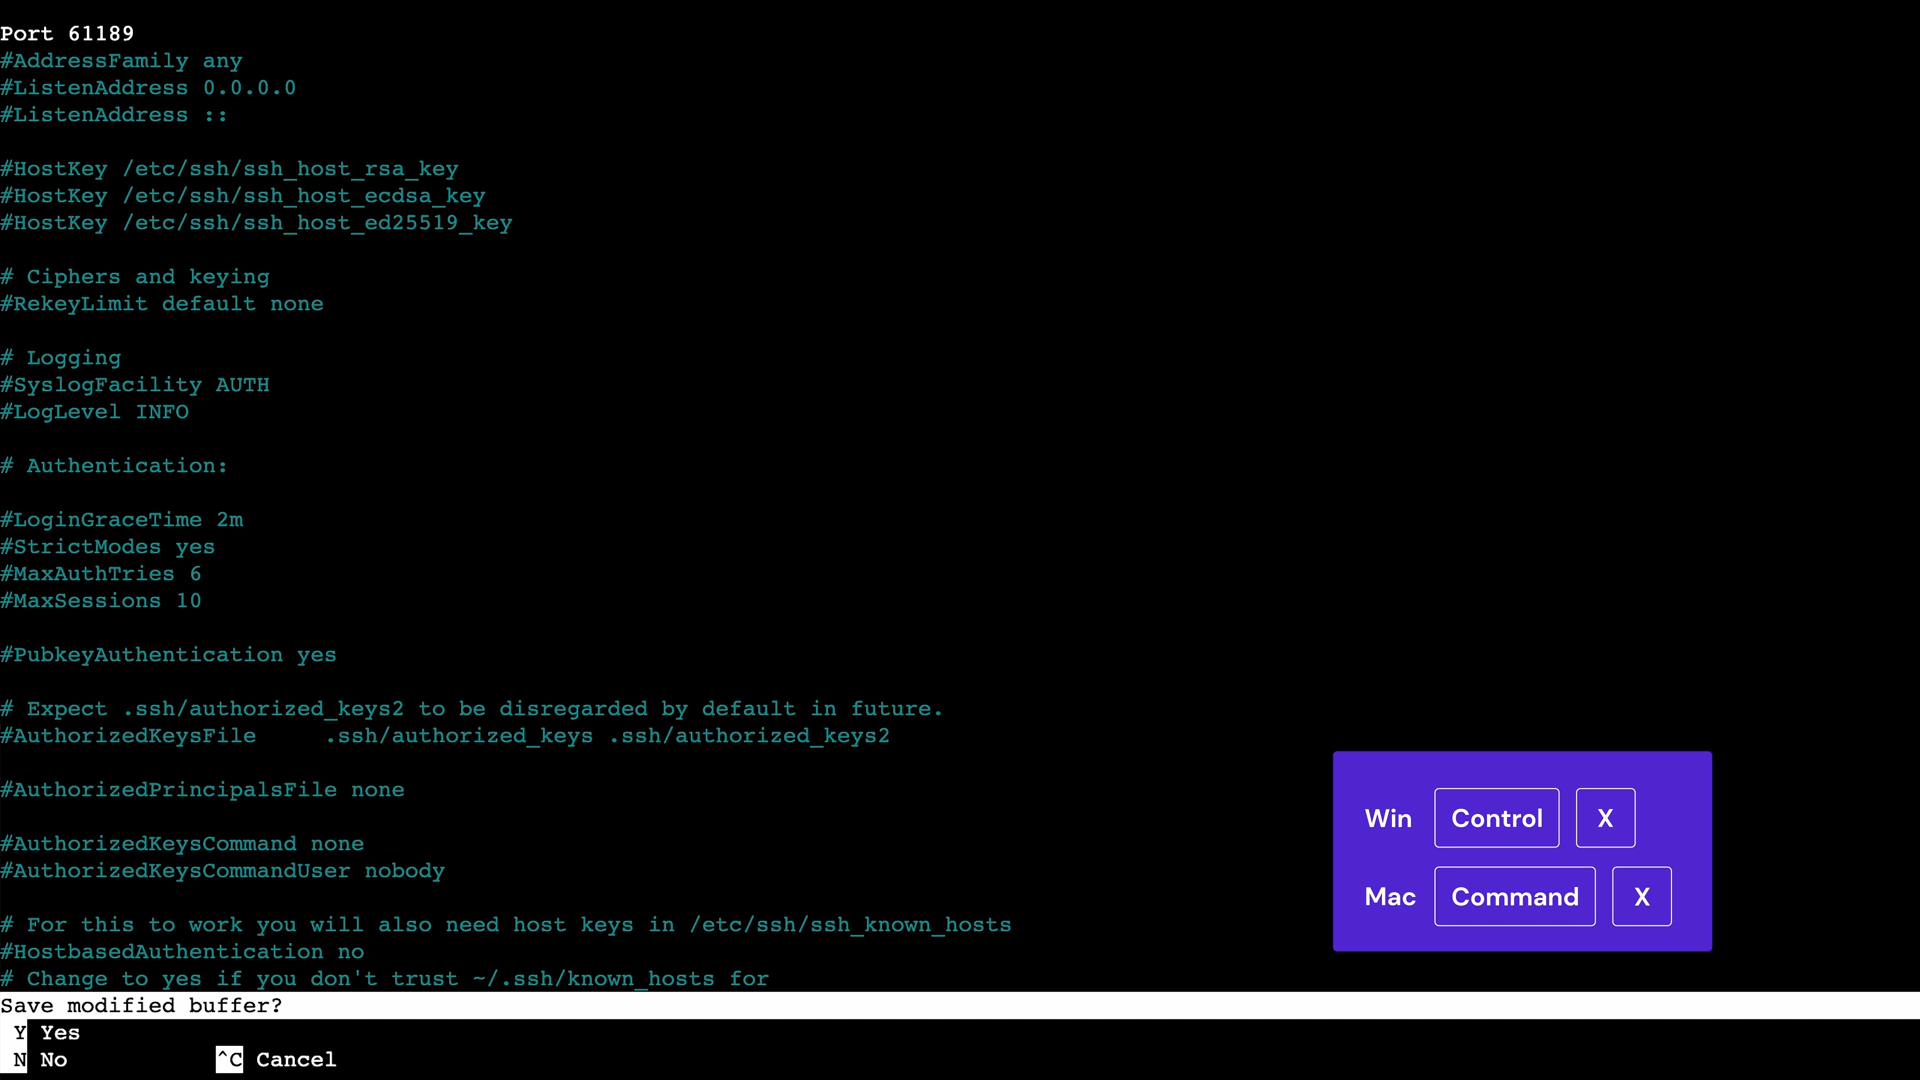 Port 61189
#AddressFamily any
#ListenAddress 0.0.0.0
#ListenAddress ::
#HostKey /etc/ssh/ssh_host_rsa_key
#HostKey /etc/ssh/ssh_host_ecdsa_key
#HostKey /etc/ssh/ssh_host_ed25519_key
# Ciphers and keying
#RekeyLimit default none
# Logging
#SyslogFacility AUTH
#LogLevel INFO
# Authentication:
#LoginGraceTime 2m
#StrictModes yes
#MaxAuthTries 6
#MaxSessions 10
#PubkeyAuthentication yes
# Expect .ssh/authorized_keys2 to be disregarded by default in future.
#AuthorizedKeysFile     .ssh/authorized_keys .ssh/authorized_keys2
#AuthorizedPrincipalsFile none
#AuthorizedKeysCommand none
#AuthorizedKeysCommandUser nobody
# For this to work you will also need host keys in /etc/ssh/ssh_known_hosts
#HostbasedAuthentication no
# Change to yes if you don't trust ~/.ssh/known_hosts for
Win Control X
Mac Command X
Save modified buffer?
Y Yes
N No ^C Cancel